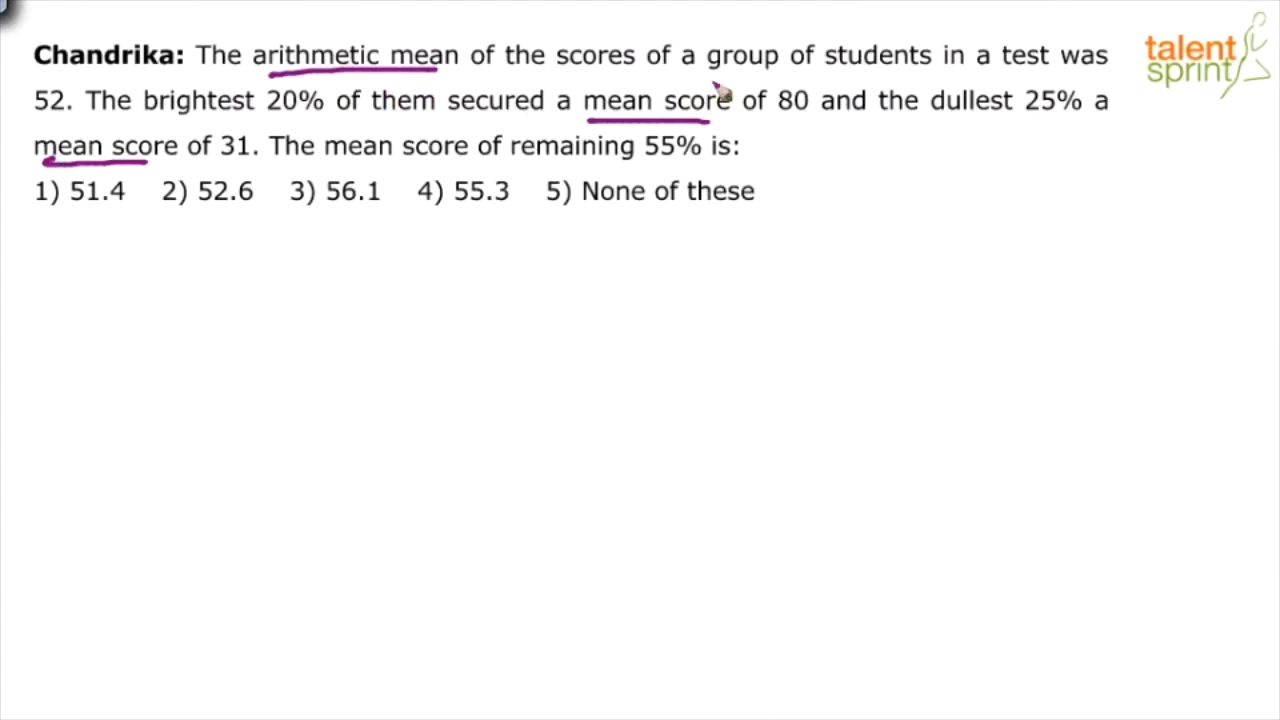 Chandrika: The arithmetic mean of the scores of a group of students in a test was
52. The brightest 20% of them secured a mean score of 80 and the dullest 25% a
mean score of 31. The mean score of remaining 55% is:
1) 51.4 2) 52.6 3) 56.1 4) 55.3 5) None of these
talent
sprint